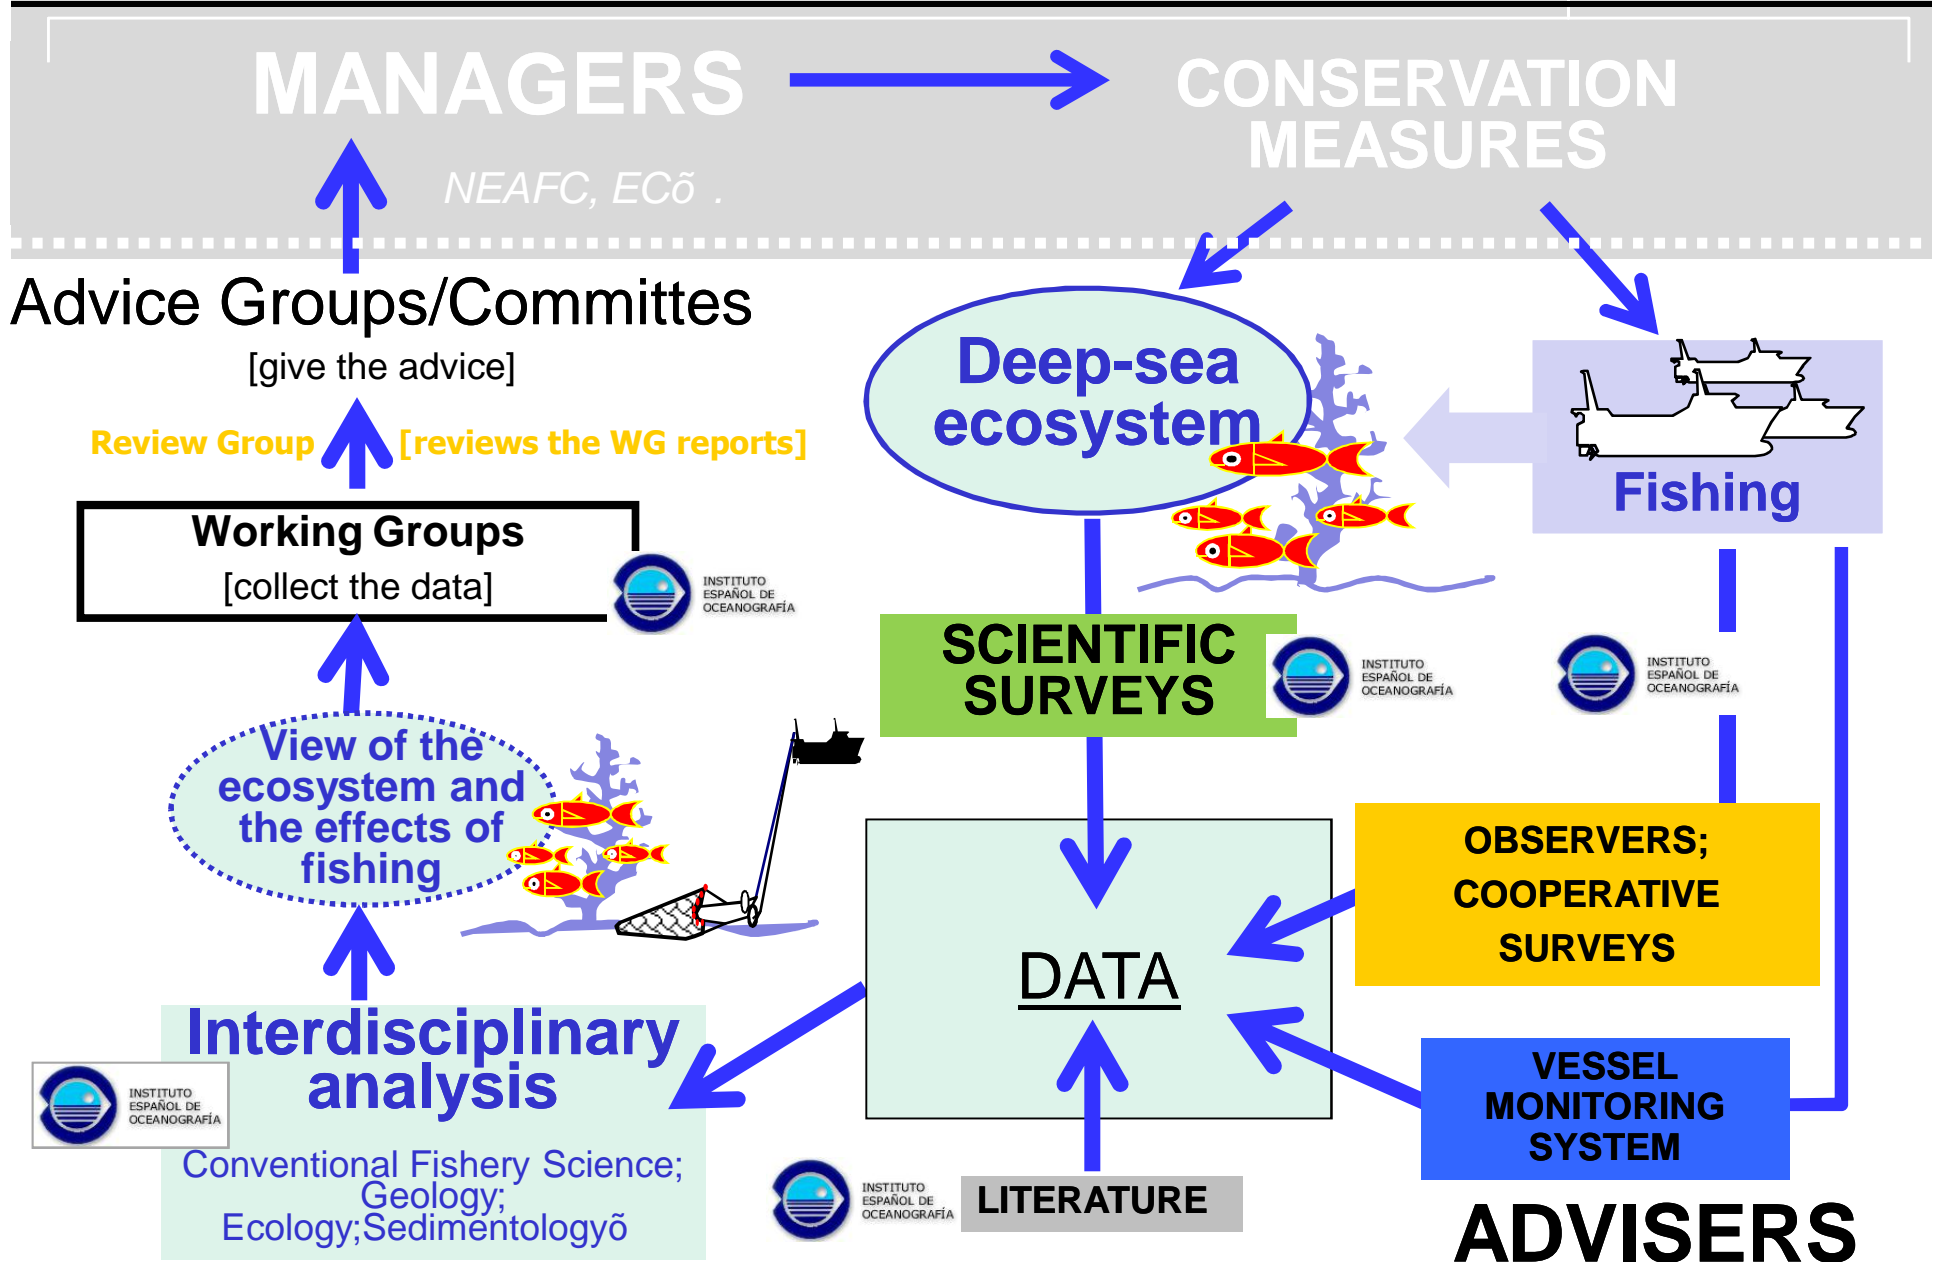 MANAGERS
CONSERVATION
MEASURES
NEAFC, ECõ .
Advice Groups/Committes
[give the advice]
Review Group [reviews the WG reports]
Working Groups
[collect the data]
INSTITUTO
ESPAÑOL DE
OCEANOGRAFÍA
View of the
ecosystem and
the effects of
fishing
Interdisciplinary
analysis
Conventional Fishery Science;
Geology;
Ecology;Sedimentologyõ
INSTITUTO
ESPAÑOL DE
OCEANOGRAFÍA
Deep-sea
ecosystem
Fishing
SCIENTIFIC
SURVEYS
INSTITUTO
ESPAÑOL DE
OCEANOGRAFÍA
INSTITUTO
ESPAÑOL DE
OCEANOGRAFÍA
DATA
OBSERVERS;
COOPERATIVE
SURVEYS
VESSEL
MONITORING
SYSTEM
INSTITUTO
ESPAÑOL DE
OCEANOGRAFÍA
LITERATURE
ADVISERS